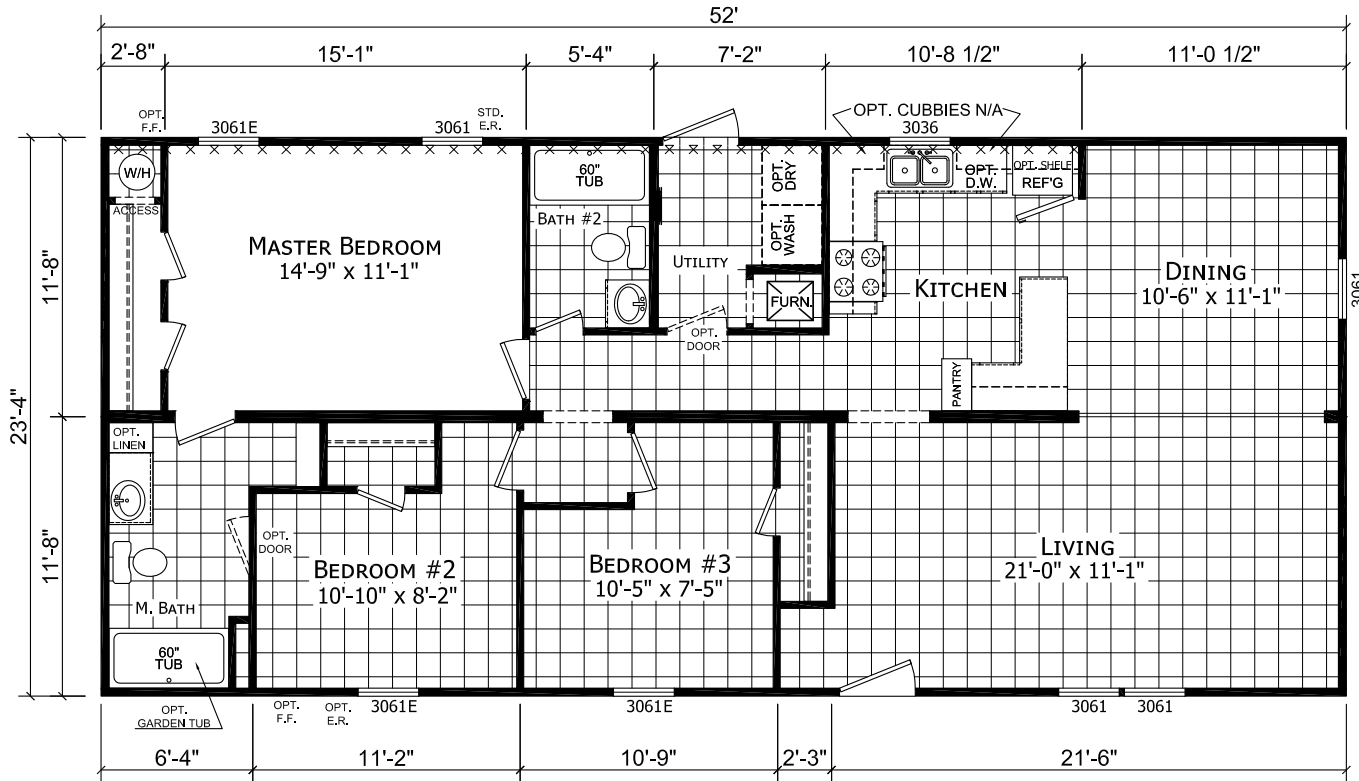 52'
2'-8"
15'-1"
5'-4"
7'-2"
10'-8 1/2"
11'-0 1/2"
OPT.
F.F.
3061E
3061
STD.
E.R.
OPT. CUBBIES N/A
3036
W/H
ACCESS
MASTER BEDROOM
14'-9" x 11'-1"
60"
TUB
BATH #2
OPT.
DRY
OPT.
WASH
UTILITY
FURN.
OPT.
DOOR
OPT.
D.W.
OPT. SHELF
REF'G
KITCHEN
PANTRY
DINING
10'-6" x 11'-1"
3061
11'-8"
23'-4"
11'-8"
OPT.
LINEN
M. BATH
60"
TUB
OPT.
DOOR
BEDROOM #2
10'-10" x 8'-2"
BEDROOM #3
10'-5" x 7'-5"
LIVING
21'-0" x 11'-1"
OPT.
GARDEN TUB
OPT.
F.F.
OPT.
E.R.
3061E
3061E
3061
3061
6'-4"
11'-2"
10'-9"
2'-3"
21'-6"